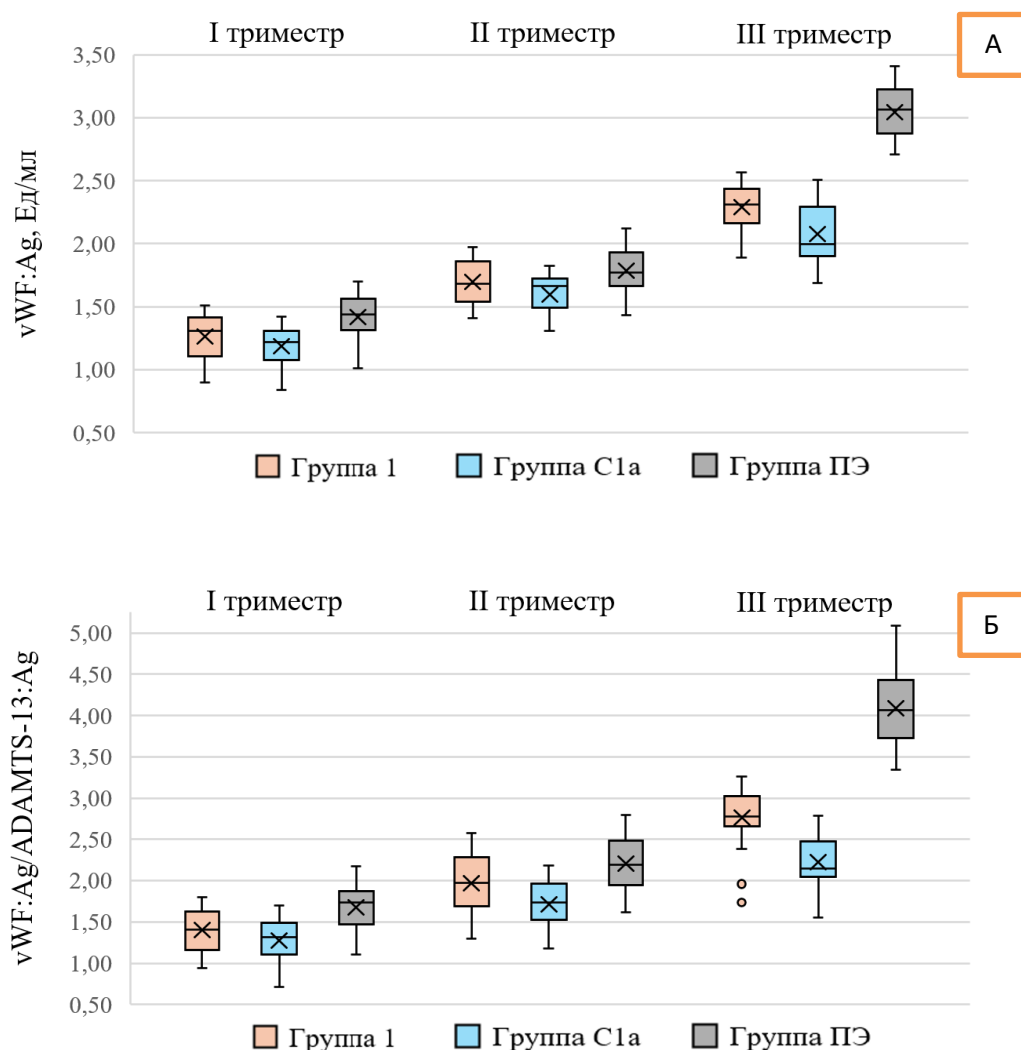 I триместр II триместр III триместр А
3,50
3,00
2,50
2,00
1,50
1,00
0,50
vWF:Ag, Ед/мл
Группа 1 Группа С1а Группа ПЭ
I триместр II триместр III триместр Б
5,00
4,50
4,00
3,50
3,00
2,50
2,00
1,50
1,00
0,50
vWF:Ag/ADAMTS-13:Ag
Группа 1 Группа С1а Группа ПЭ